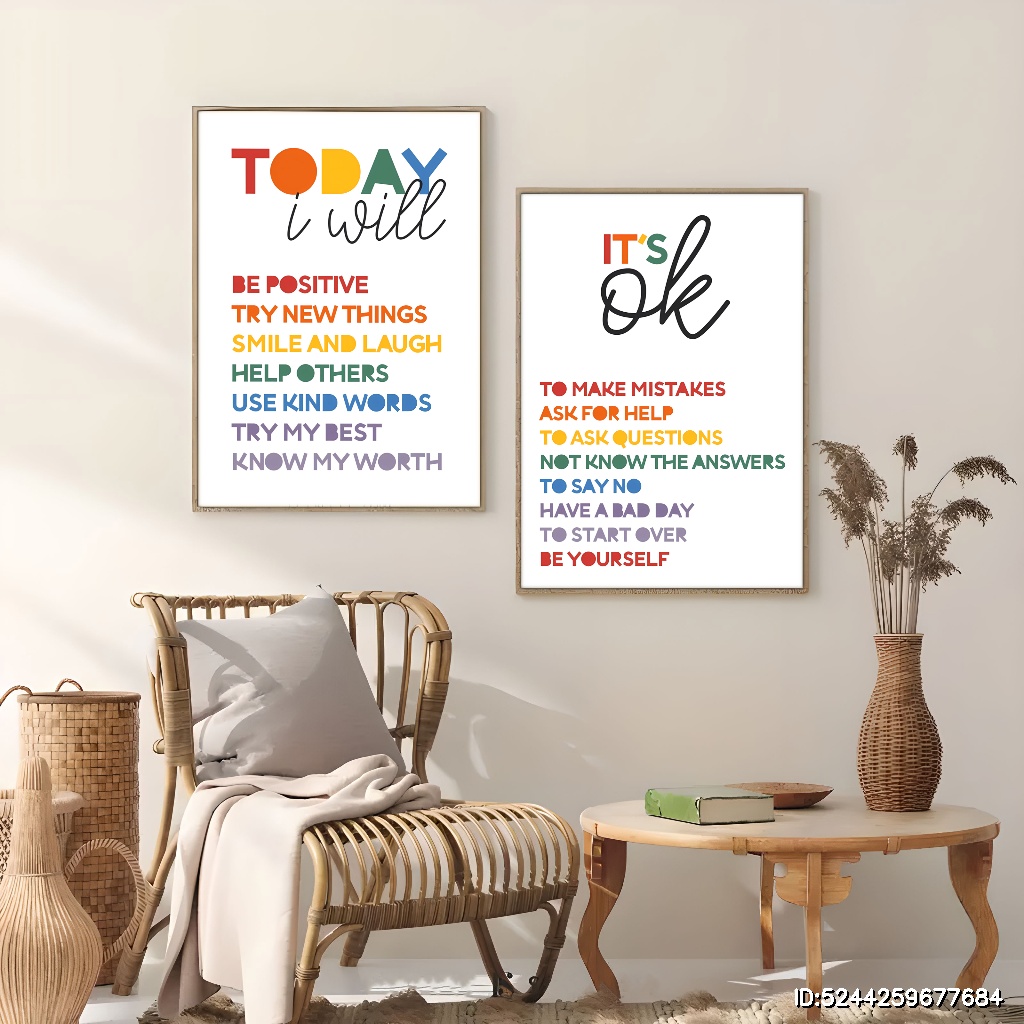 TODAY
i will
BE POSITIVE
TRY NEW THINGS
SMILE AND LAUGH
HELP OTHERS
USE KIND WORDS
TRY MY BEST
KNOW MY WORTH
IT'S
ok
TO MAKE MISTAKES
ASK FOR HELP
TO ASK QUESTIONS
NOT KNOW THE ANSWERS
TO SAY NO
HAVE A BAD DAY
TO START OVER
BE YOURSELF
ID:5244259677684